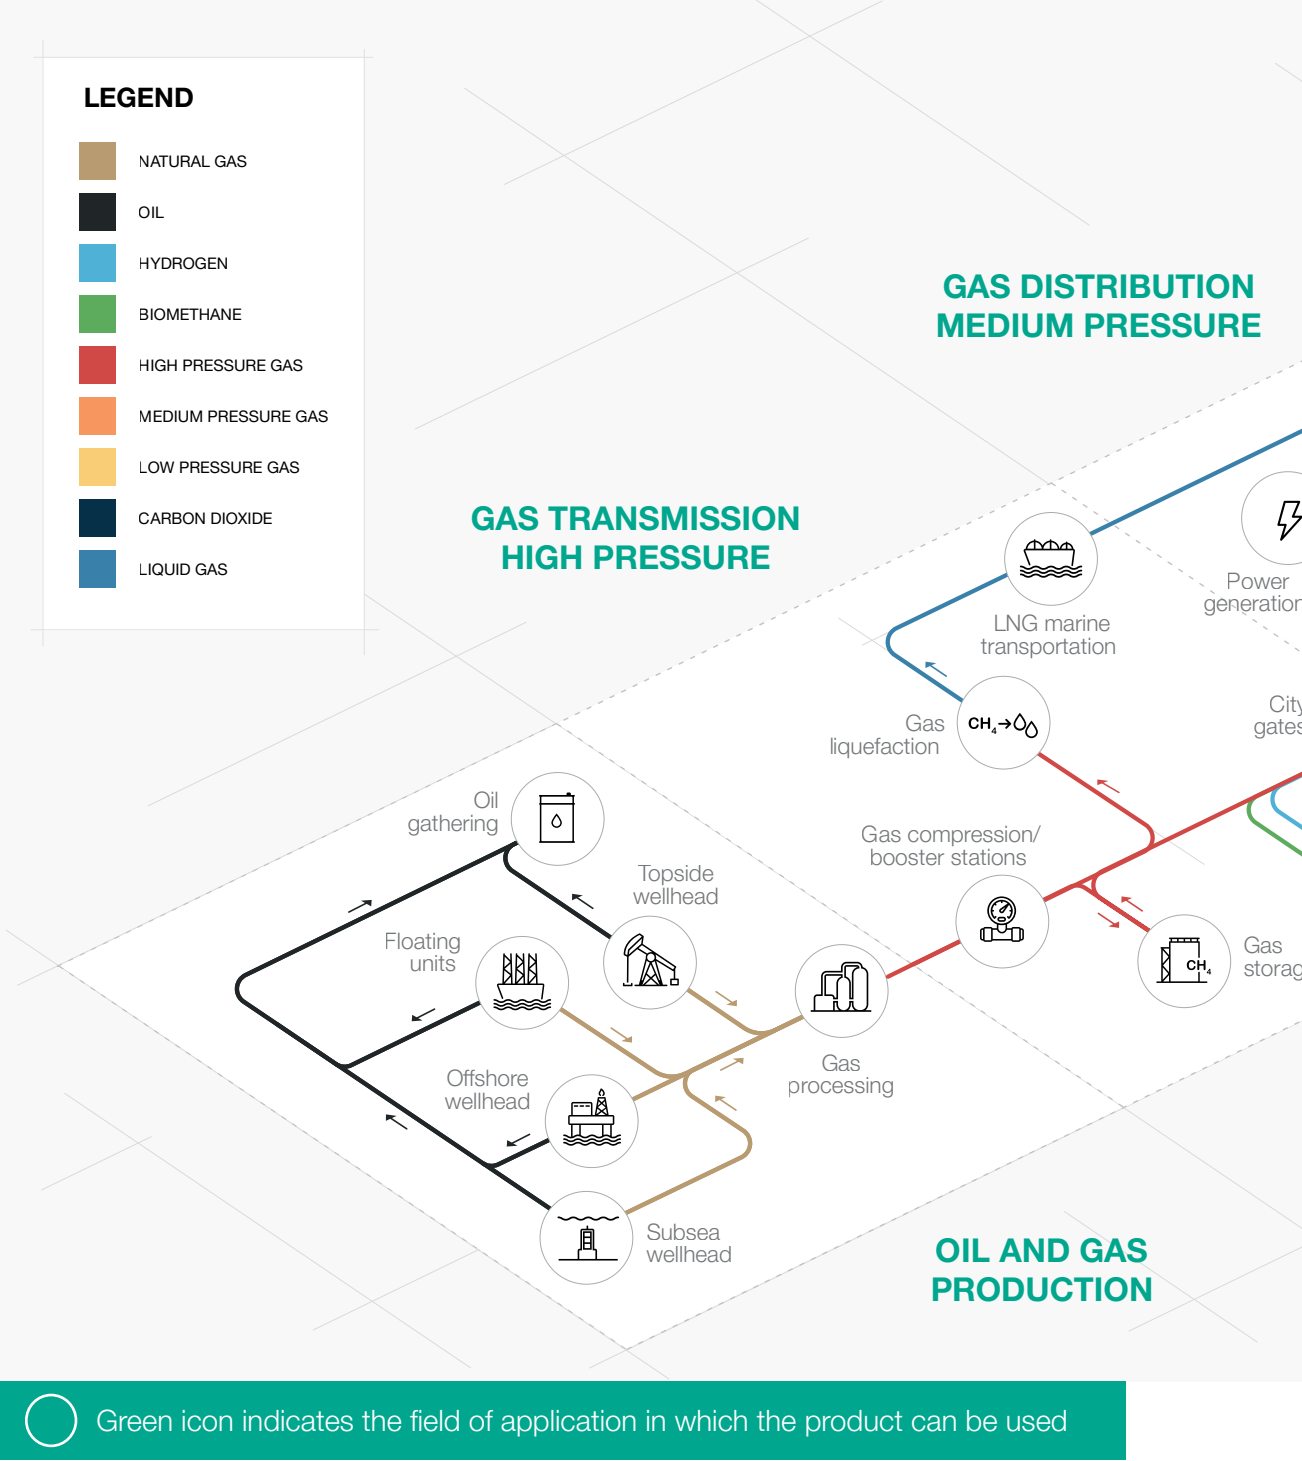 LEGEND
NATURAL GAS
OIL
HYDROGEN
BIOMETHANE
HIGH PRESSURE GAS
MEDIUM PRESSURE GAS
LOW PRESSURE GAS
CARBON DIOXIDE
LIQUID GAS
GAS DISTRIBUTION
MEDIUM PRESSURE
GAS TRANSMISSION
HIGH PRESSURE
LNG marine
transportation
Power
generation
City
gates
Gas
liquefaction
CH₄→
Oil
gathering
Gas compression/
booster stations
Topside
wellhead
Floating
units
Gas
storag
CH₄
Gas
processing
Offshore
wellhead
Subsea
wellhead
OIL AND GAS
PRODUCTION
Green icon indicates the field of application in which the product can be used